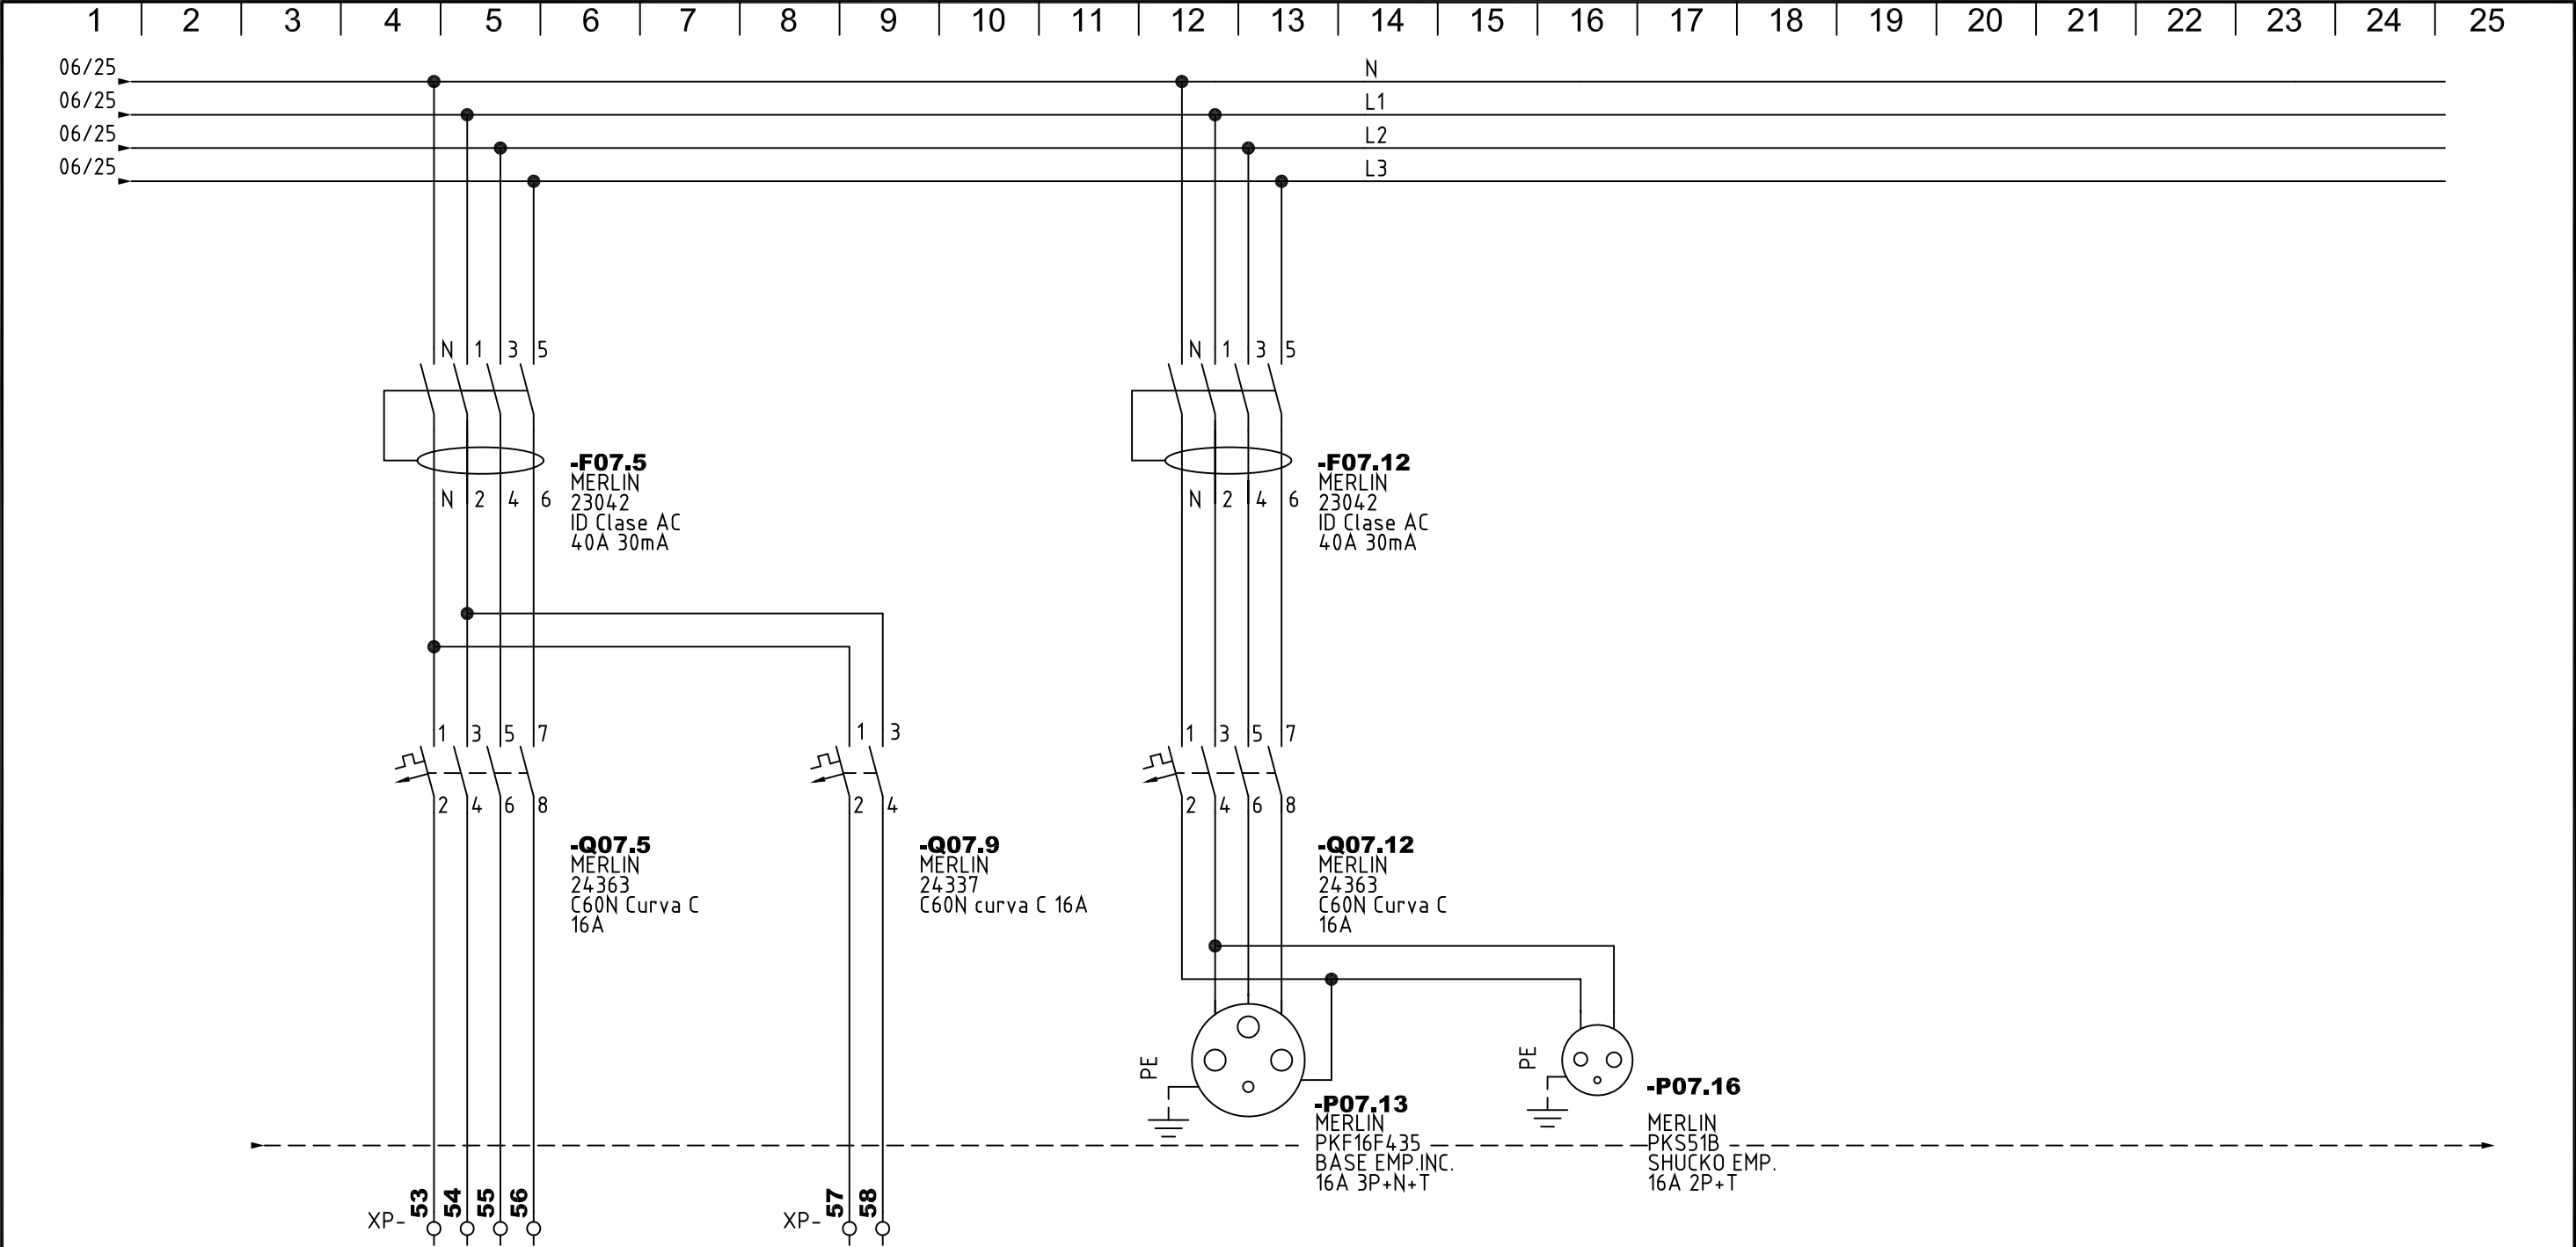 1 2 3 4 5 6 7 8 9 10 11 12 13 14 15 16 17 18 19 20 21 22 23 24 25
06/25 N
06/25 L1
06/25 L2
06/25 L3
N 1 3 5
N 1 3 5
-F07.5
MERLIN
23042
ID Clase AC
40A 30mA
N 2 4 6
-F07.12
MERLIN
23042
ID Clase AC
40A 30mA
N 2 4 6
1 3 5 7
1 3
1 3 5 7
2 4 6 8
2 4
2 4 6 8
-Q07.5
MERLIN
24363
C60N Curva C
16A
-Q07.9
MERLIN
24337
C60N curva C 16A
-Q07.12
MERLIN
24363
C60N Curva C
16A
PE
-P07.13
MERLIN
PKF16F435
BASE EMP.INC.
16A 3P+N+T
PE
-P07.16
MERLIN
PKS51B
SHUCKO EMP.
16A 2P+T
XP- 53 54 55 56
XP- 57 58